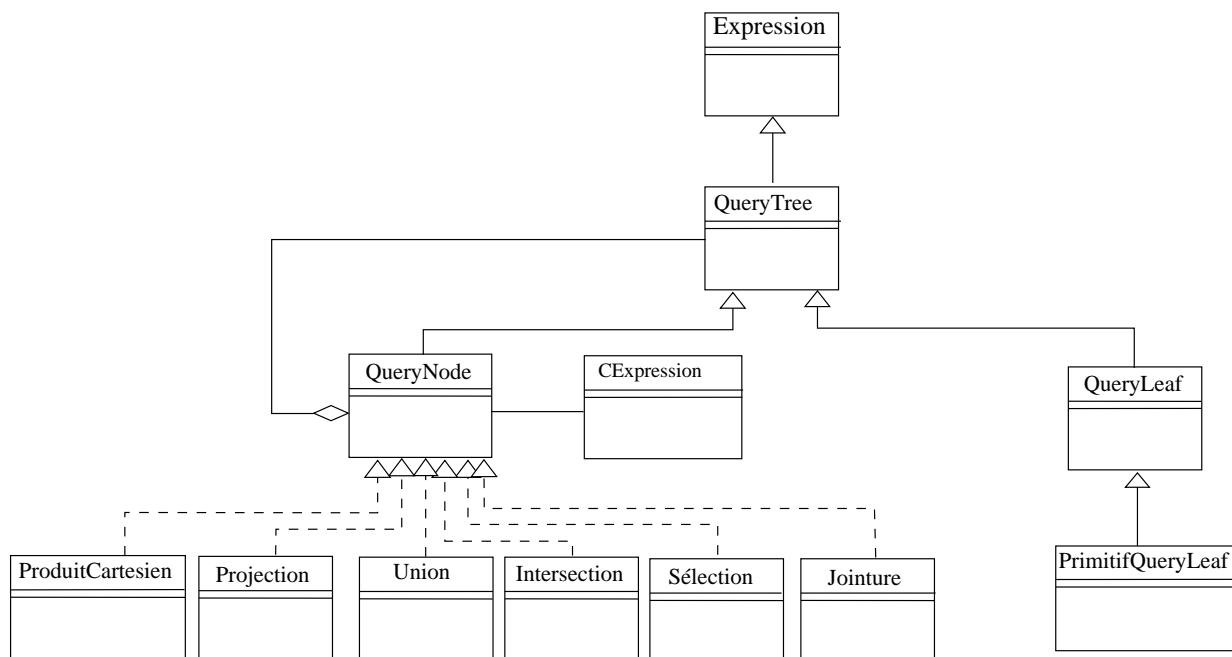 Expression
QueryTree
QueryNode
CExpression
QueryLeaf
ProduitCartesien
Projection
Union
Intersection
Sélection
Jointure
PrimitifQueryLeaf